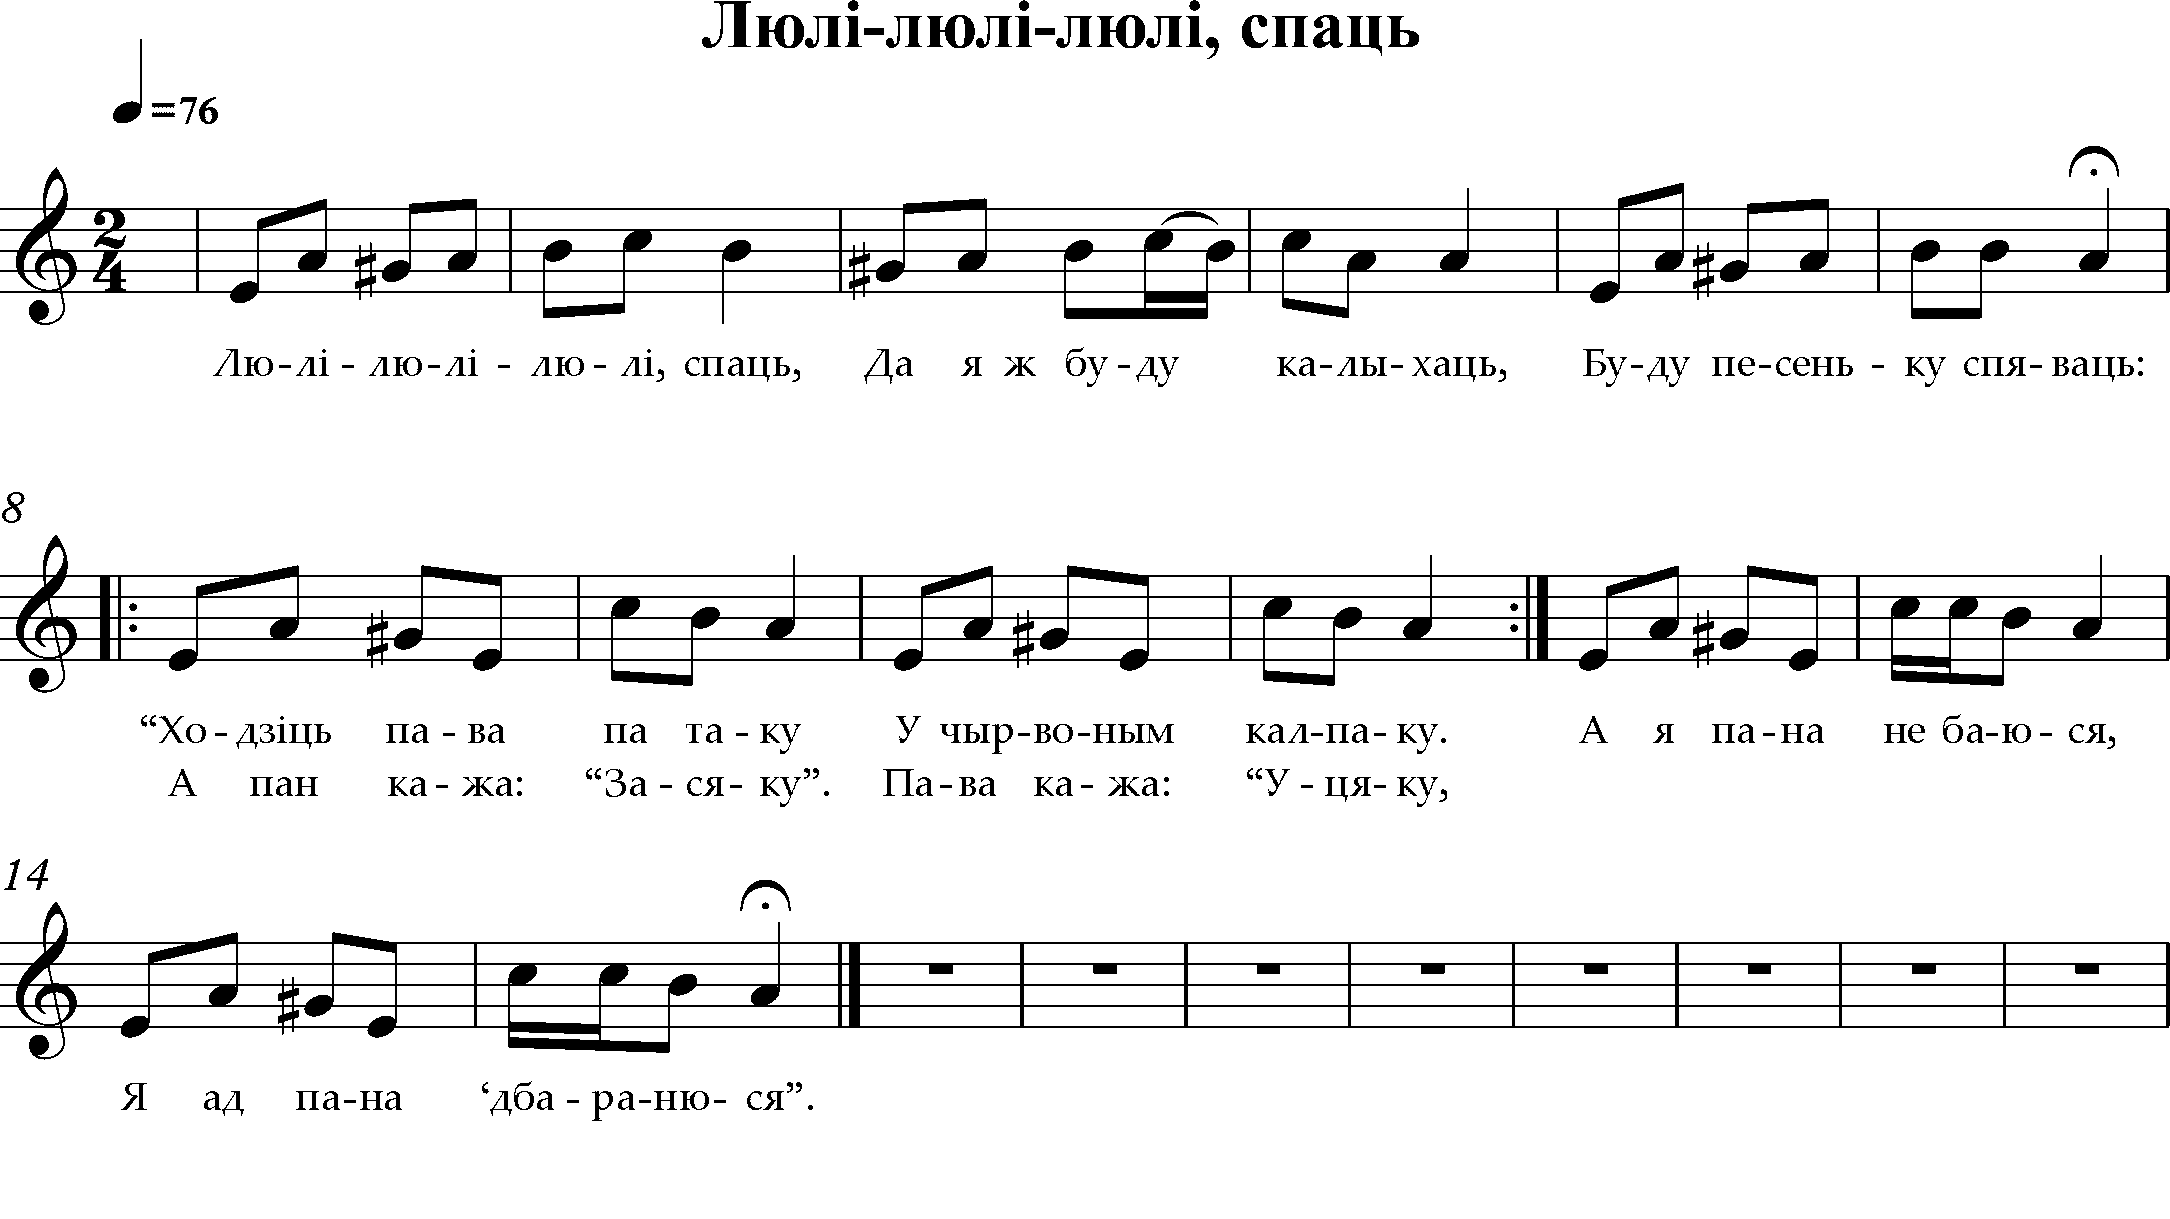 Люлі-люлі-люлі, спаць
=76
2
4
Лю-лі - лю-лі - лю - лі, спаць, Да я ж бу-ду ка-лы-хаць, Бу-ду пе-сень - ку спя-ваць:
8
“Хо-дзіць па - ва па та - ку У чыр-во-ным кал-па- ку. А я па-на не ба-ю - ся,
А пан ка - жа: “За - ся- ку”. Па-ва ка - жа: “У - ця- ку,
14
Я ад па-на ‘дба - ра-ню- ся”.